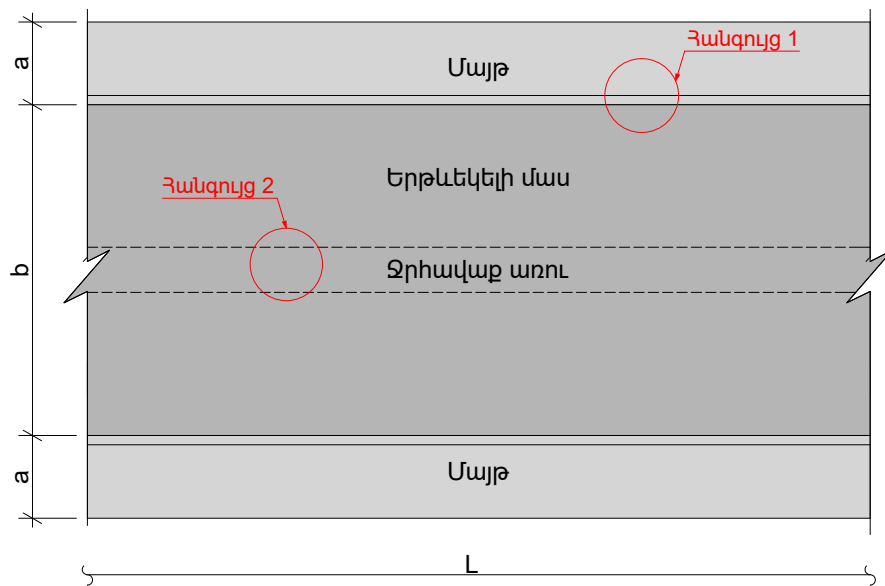 Հանգույց 1
a
Մայթ
Երթևեկելի մաս
Հանգույց 2
b
Ջրհավաք առու
a
Մայթ
L